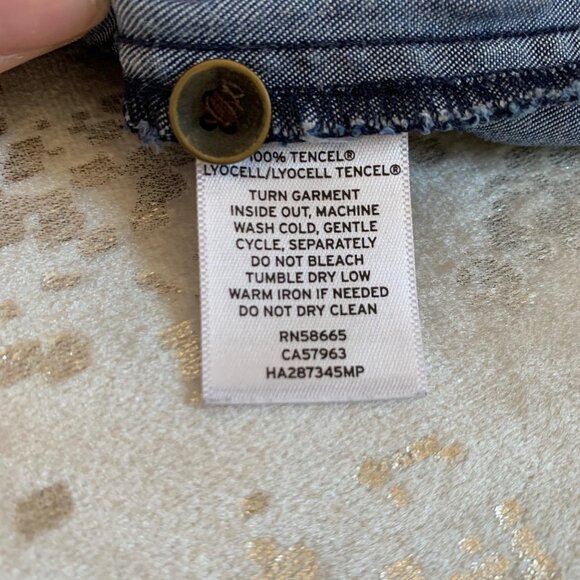 100% TENCEL®
LYOCELL/LYOCELL TENCEL®
TURN GARMENT
INSIDE OUT, MACHINE
WASH COLD, GENTLE
CYCLE, SEPARATELY
DO NOT BLEACH
TUMBLE DRY LOW
WARM IRON IF NEEDED
DO NOT DRY CLEAN
RN58665
CA57963
HA287345MP